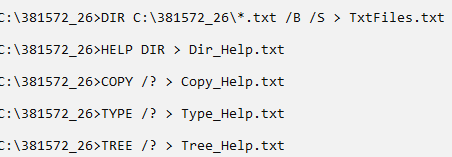 C:\381572_26>DIR C:\381572_26\*.txt /B /S > TxtFiles.txt
C:\381572_26>HELP DIR > Dir_Help.txt
C:\381572_26>COPY /? > Copy_Help.txt
C:\381572_26>TYPE /? > Type_Help.txt
C:\381572_26>TREE /? > Tree_Help.txt